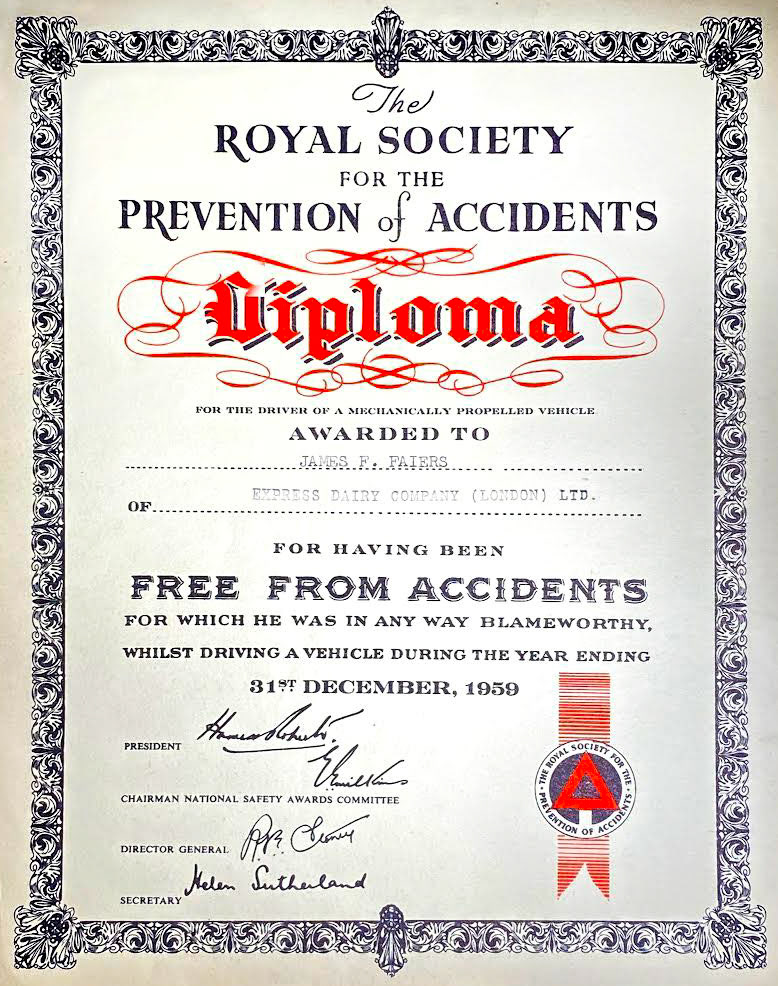 The
ROYAL SOCIETY
FOR THE
PREVENTION of ACCIDENTS
Diploma
FOR THE DRIVER OF A MECHANICALLY PROPELLED VEHICLE
AWARDED TO
JAMES F. FAIERS
OF EXPRESS DAIRY COMPANY (LONDON) LTD.
FOR HAVING BEEN
FREE FROM ACCIDENTS
FOR WHICH HE WAS IN ANY WAY BLAMEWORTHY,
WHILST DRIVING A VEHICLE DURING THE YEAR ENDING
31ST DECEMBER, 1959
PRESIDENT
CHAIRMAN NATIONAL SAFETY AWARDS COMMITTEE
DIRECTOR GENERAL
SECRETARY Helen Sutherland
THE ROYAL SOCIETY FOR THE PREVENTION OF ACCIDENTS